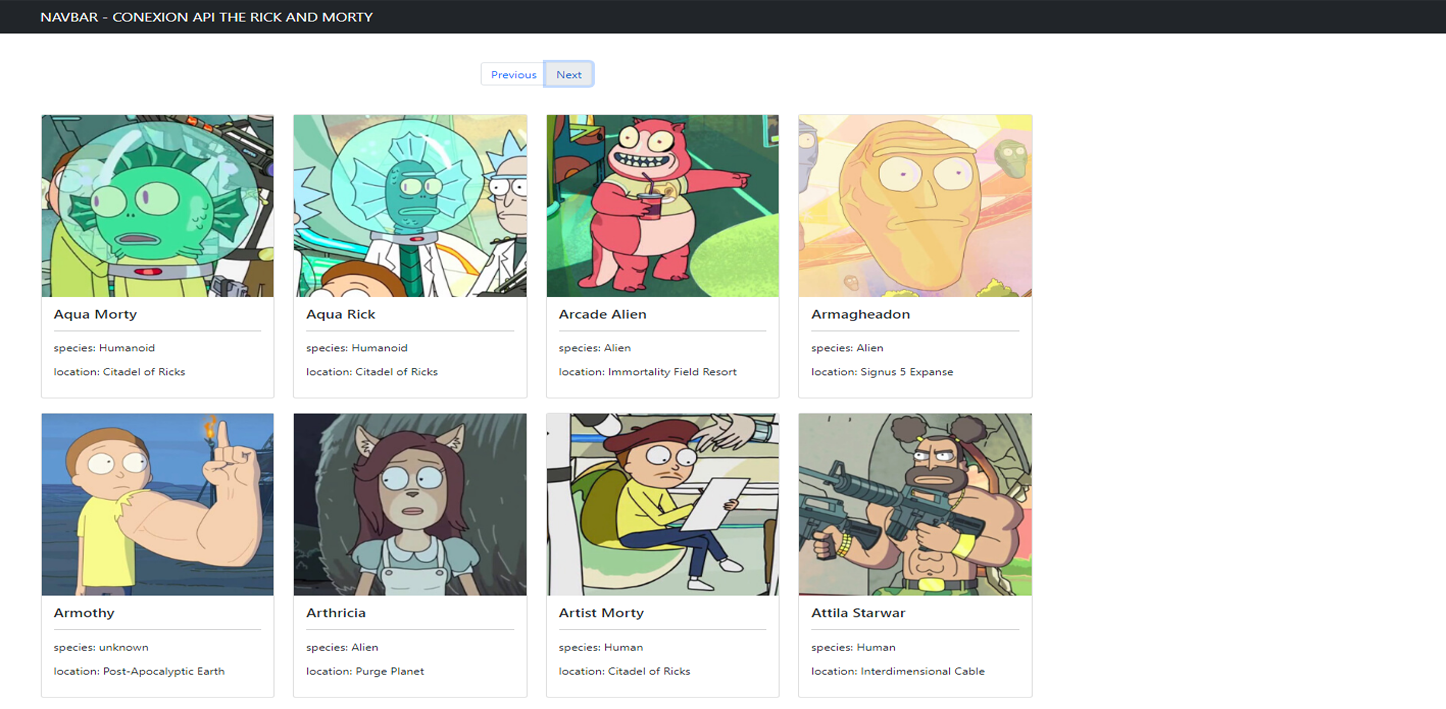 NAVBAR - CONEXION API THE RICK AND MORTY
Previous Next
Aqua Morty
species: Humanoid
location: Citadel of Ricks
Aqua Rick
species: Humanoid
location: Citadel of Ricks
Arcade Alien
species: Alien
location: Immortality Field Resort
Armagheadon
species: Alien
location: Signus 5 Expanse
Armothy
species: unknown
location: Post-Apocalyptic Earth
Arthricia
species: Alien
location: Purge Planet
Artist Morty
species: Human
location: Citadel of Ricks
Attila Starwar
species: Human
location: Interdimensional Cable